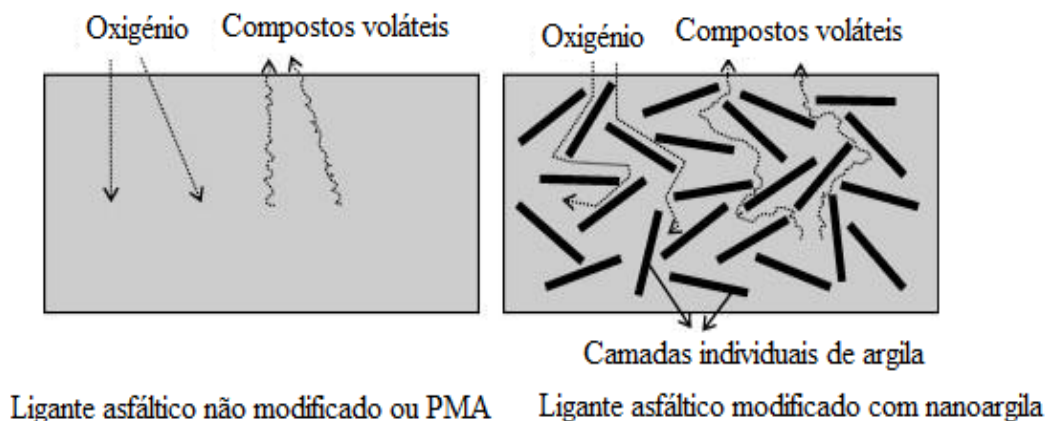 Oxigénio Compostos voláteis
Oxigénio Compostos voláteis
Camadas individuais de argila
Ligante asfáltico não modificado ou PMA
Ligante asfáltico modificado com nanoargila